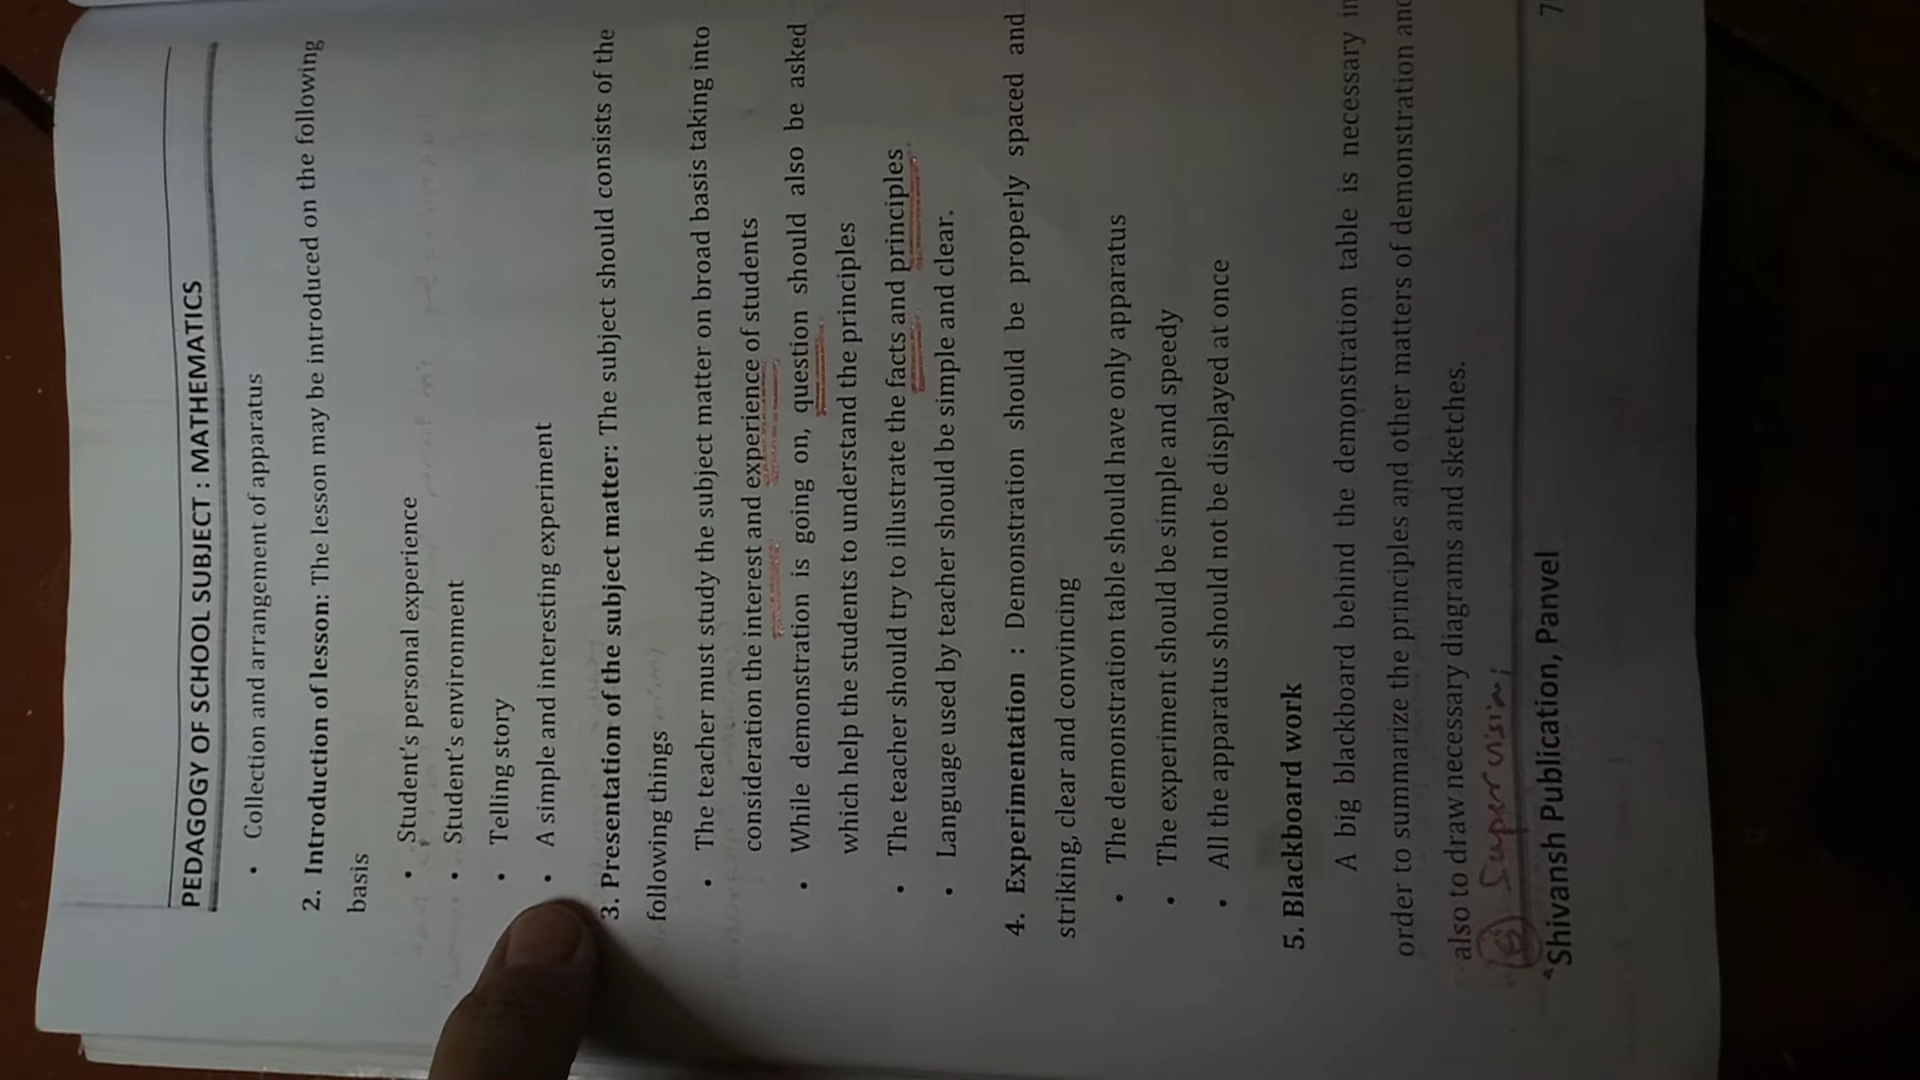 PEDAGOGY OF SCHOOL SUBJECT : MATHEMATICS
• Collection and arrangement of apparatus
2. Introduction of lesson: The lesson may be introduced on the following
basis
• Student's personal experience
• Student's environment
• Telling story
• A simple and interesting experiment
3. Presentation of the subject matter: The subject should consists of the
following things
• The teacher must study the subject matter on broad basis taking into
consideration the interest and experience of students
• While demonstration is going on, question should also be asked
which help the students to understand the principles
• The teacher should try to illustrate the facts and principles
• Language used by teacher should be simple and clear.
4. Experimentation : Demonstration should be properly spaced and
striking, clear and convincing
• The demonstration table should have only apparatus
• The experiment should be simple and speedy
• All the apparatus should not be displayed at once
5. Blackboard work
A big blackboard behind the demonstration table is necessary in
order to summarize the principles and other matters of demonstration and
also to draw necessary diagrams and sketches.
6 Supervision;
Shivansh Publication, Panvel 7